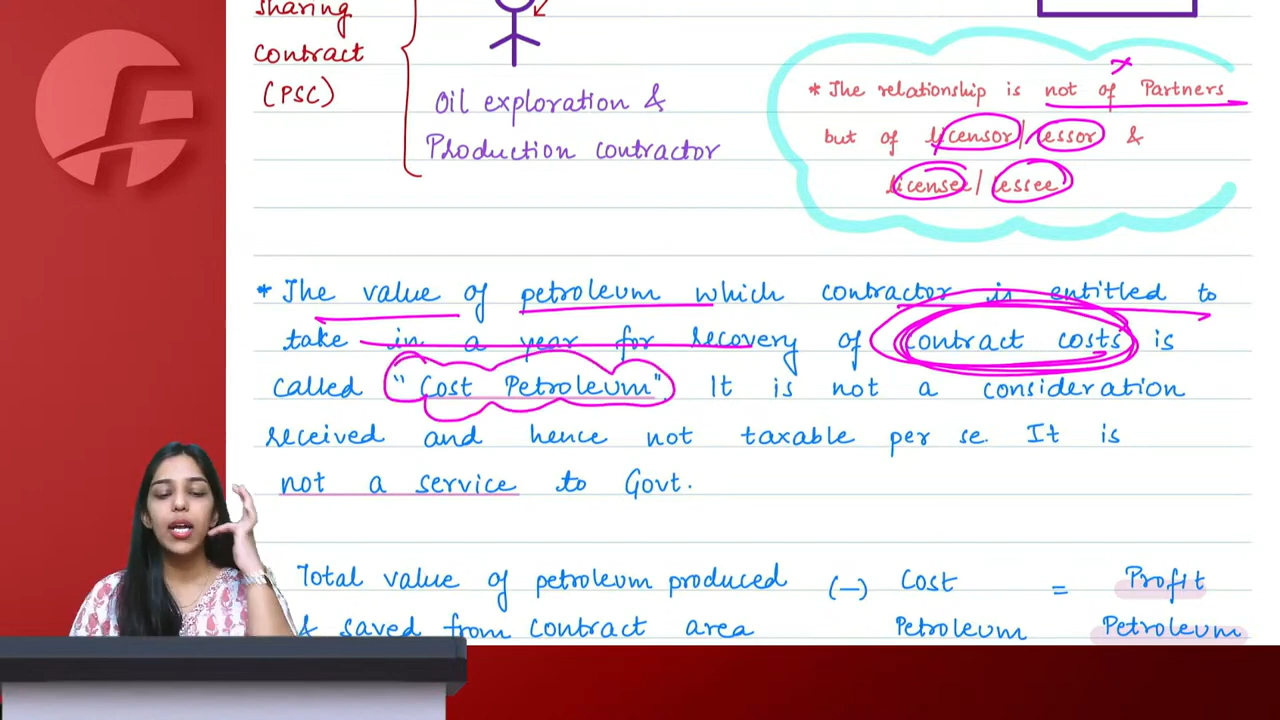 sharing
contract
(PSC)
Oil exploration &
Production contractor
* The relationship is not of Partners
but of licensor/lessor &
licensee/lessee
* The value of petroleum which contractor is entitled to
take in a year for recovery of contract costs is
called "Cost Petroleum". It is not a consideration
received and hence not taxable per se. It is
not a service to Govt.
Total value of petroleum produced (-) Cost = Profit
& saved from contract area Petroleum Petroleum